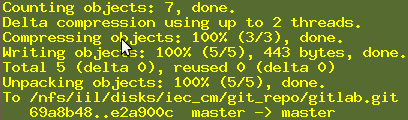 Counting objects: 7, done.
Delta compression using up to 2 threads.
Compressing objects: 100% (3/3), done.
Writing objects: 100% (5/5), 443 bytes, done.
Total 5 (delta 0), reused 0 (delta 0)
Unpacking objects: 100% (5/5), done.
To /nfs/iil/disks/iec_cm/git_repo/gitlab.git
69a8b48..e2a900c master -> master